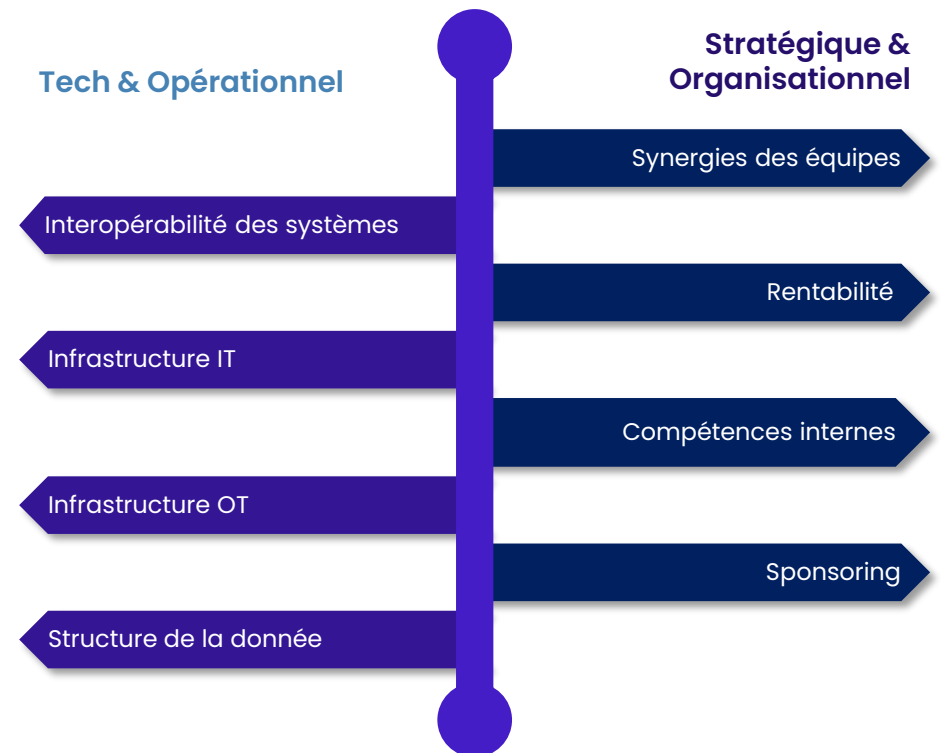 Tech & Opérationnel
Stratégique &
Organisationnel
Synergies des équipes
Interopérabilité des systèmes
Rentabilité
Infrastructure IT
Compétences internes
Infrastructure OT
Sponsoring
Structure de la donnée